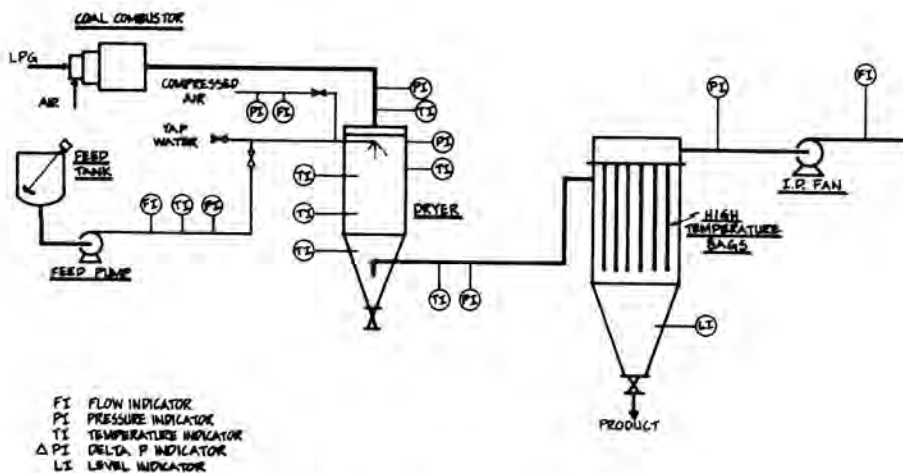 COAL COMBUSTOR
LPG
AIR
COMPRESSED
AIR
PI
PI
PI
TI
TAP
WATER
PI
TI
FEED
TANK
TI
TI
TI
DRYER
FI
TI
PI
FEED PUMP
TI
PI
PI
FI
I.D. FAN
HIGH
TEMPERATURE
BAGS
LI
PRODUCT
FI FLOW INDICATOR
PI PRESSURE INDICATOR
TI TEMPERATURE INDICATOR
△PI DELTA P INDICATOR
LI LEVEL INDICATOR